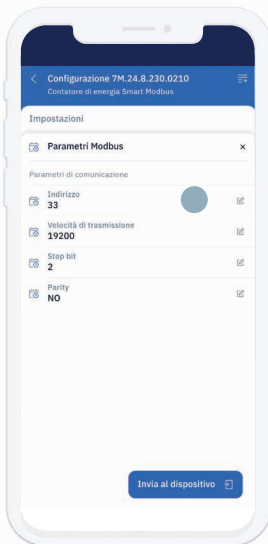 Configurazione 7M.24.8.230.0210
Contatore di energia Smart Modbus
Impostazioni
Parametri Modbus
Parametri di comunicazione
Indirizzo
33
Velocità di trasmissione
19200
Stop bit
2
Parity
NO
Invia al dispositivo